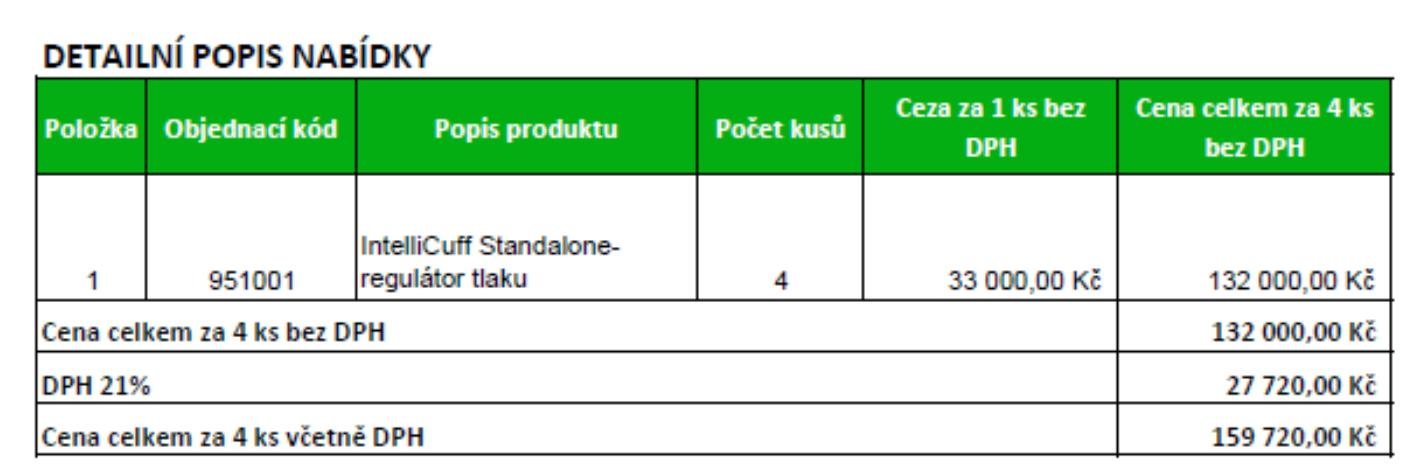 DETAILNÍ POPIS NABÍDKY
Položka Objednací kód Popis produktu Počet kusů Ceza za 1 ks bez DPH Cena celkem za 4 ks bez DPH
1 951001 IntelliCuff Standalone-regulátor tlaku 4 33 000,00 Kč 132 000,00 Kč
Cena celkem za 4 ks bez DPH 132 000,00 Kč
DPH 21% 27 720,00 Kč
Cena celkem za 4 ks včetně DPH 159 720,00 Kč